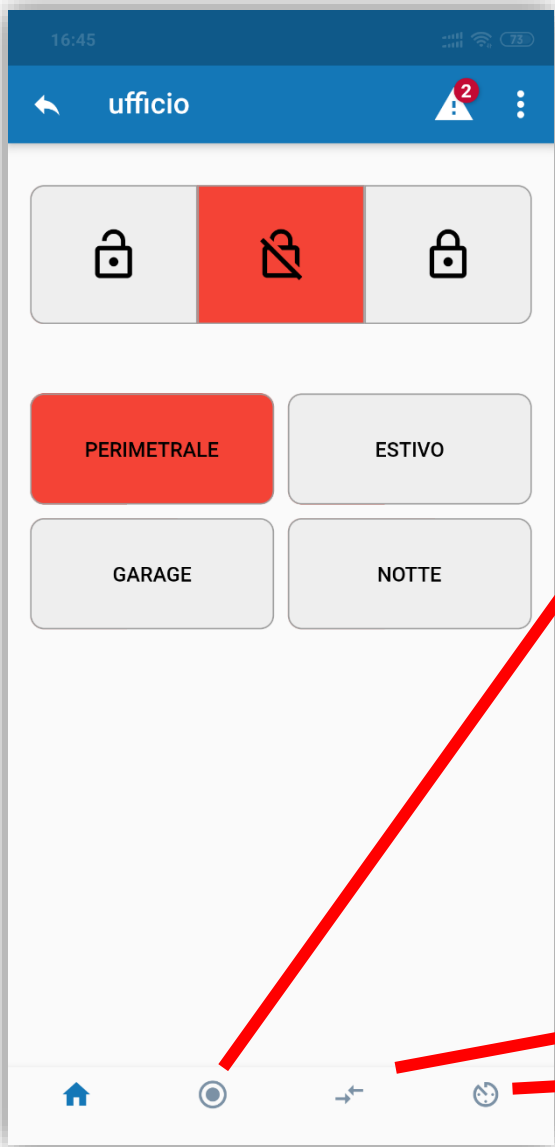 16:45
73
ufficio
2
PERIMETRALE
ESTIVO
GARAGE
NOTTE